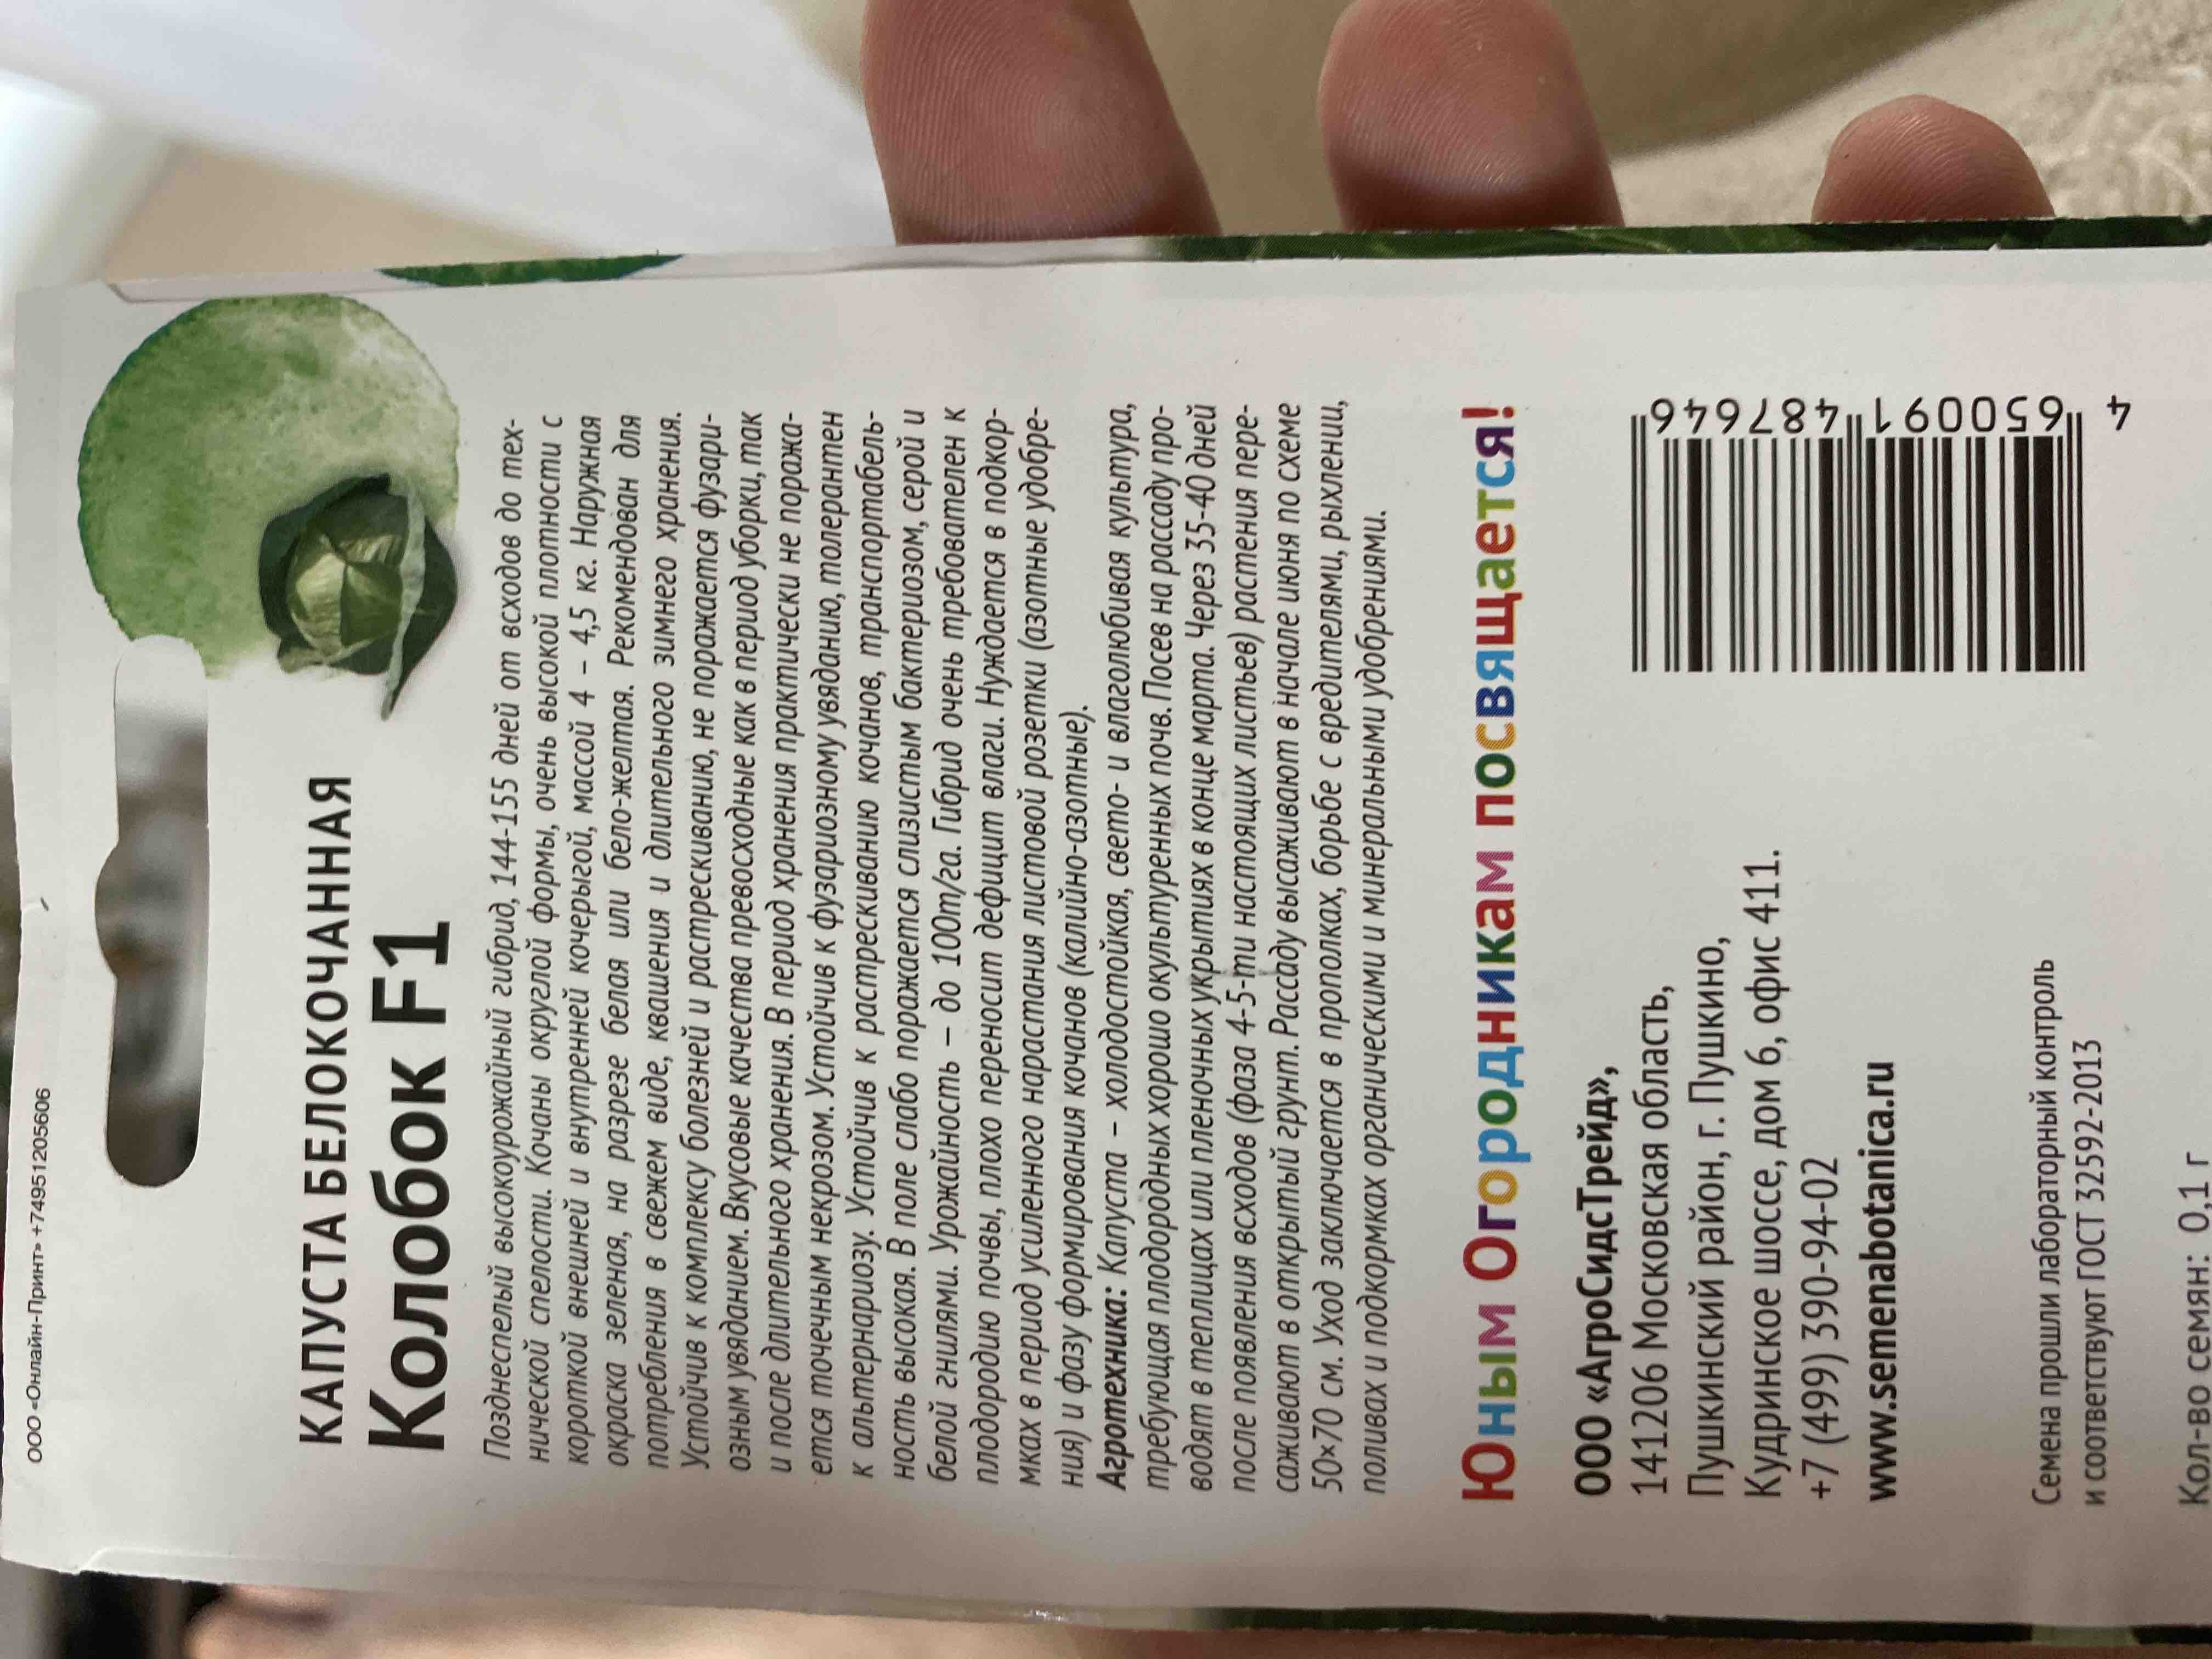 ООО «Онлайн-Принт» +74951205606
КАПУСТА БЕЛОКОЧАННАЯ
Колобок F1
Позднеспелый высокоурожайный гибрид, 144-155 дней от всходов до тех-
нической спелости. Кочаны округлой формы, очень высокой плотности с
короткой внешней и внутренней кочерыгой, массой 4 – 4,5 кг. Наружная
окраска зеленая, на разрезе белая или бело-желтая. Рекомендован для
потребления в свежем виде, квашения и длительного зимнего хранения.
Устойчив к комплексу болезней и растрескиванию, не поражается фузари-
озным увяданием. Вкусовые качества превосходные как в период уборки, так
и после длительного хранения. В период хранения практически не поража-
ется точечным некрозом. Устойчив к фузариозному увяданию, толерантен
к альтернариозу. Устойчив к растрескиванию кочанов, транспортабель-
ность высокая. В поле слабо поражается слизистым бактериозом, серой и
белой гнилями. Урожайность – до 100т/га. Гибрид очень требователен к
плодородию почвы, плохо переносит дефицит влаги. Нуждается в подкор-
мках в период усиленного нарастания листовой розетки (азотные удобре-
ния) и фазу формирования кочанов (калийно-азотные).
Агротехника: Капуста – холодостойкая, свето- и влаголюбивая культура,
требующая плодородных хорошо окультуренных почв. Посев на рассаду про-
водят в теплицах или пленочных укрытиях в конце марта. Через 35-40 дней
после появления всходов (фаза 4-5-ти настоящих листьев) растения пере-
саживают в открытый грунт. Рассаду высаживают в начале июня по схеме
50×70 см. Уход заключается в прополках, борьбе с вредителями, рыхлении,
поливах и подкормках органическими и минеральными удобрениями.
Юным Огородникам посвящается!
ООО «АгроСидсТрейд»,
141206 Московская область,
Пушкинский район, г. Пушкино,
Кудринское шоссе, дом 6, офис 411.
+7 (499) 390-94-02
www.semenabotanica.ru
4 650091 487646
Семена прошли лабораторный контроль
и соответствуют ГОСТ 32592-2013
Кол-во семян: 0,1 г